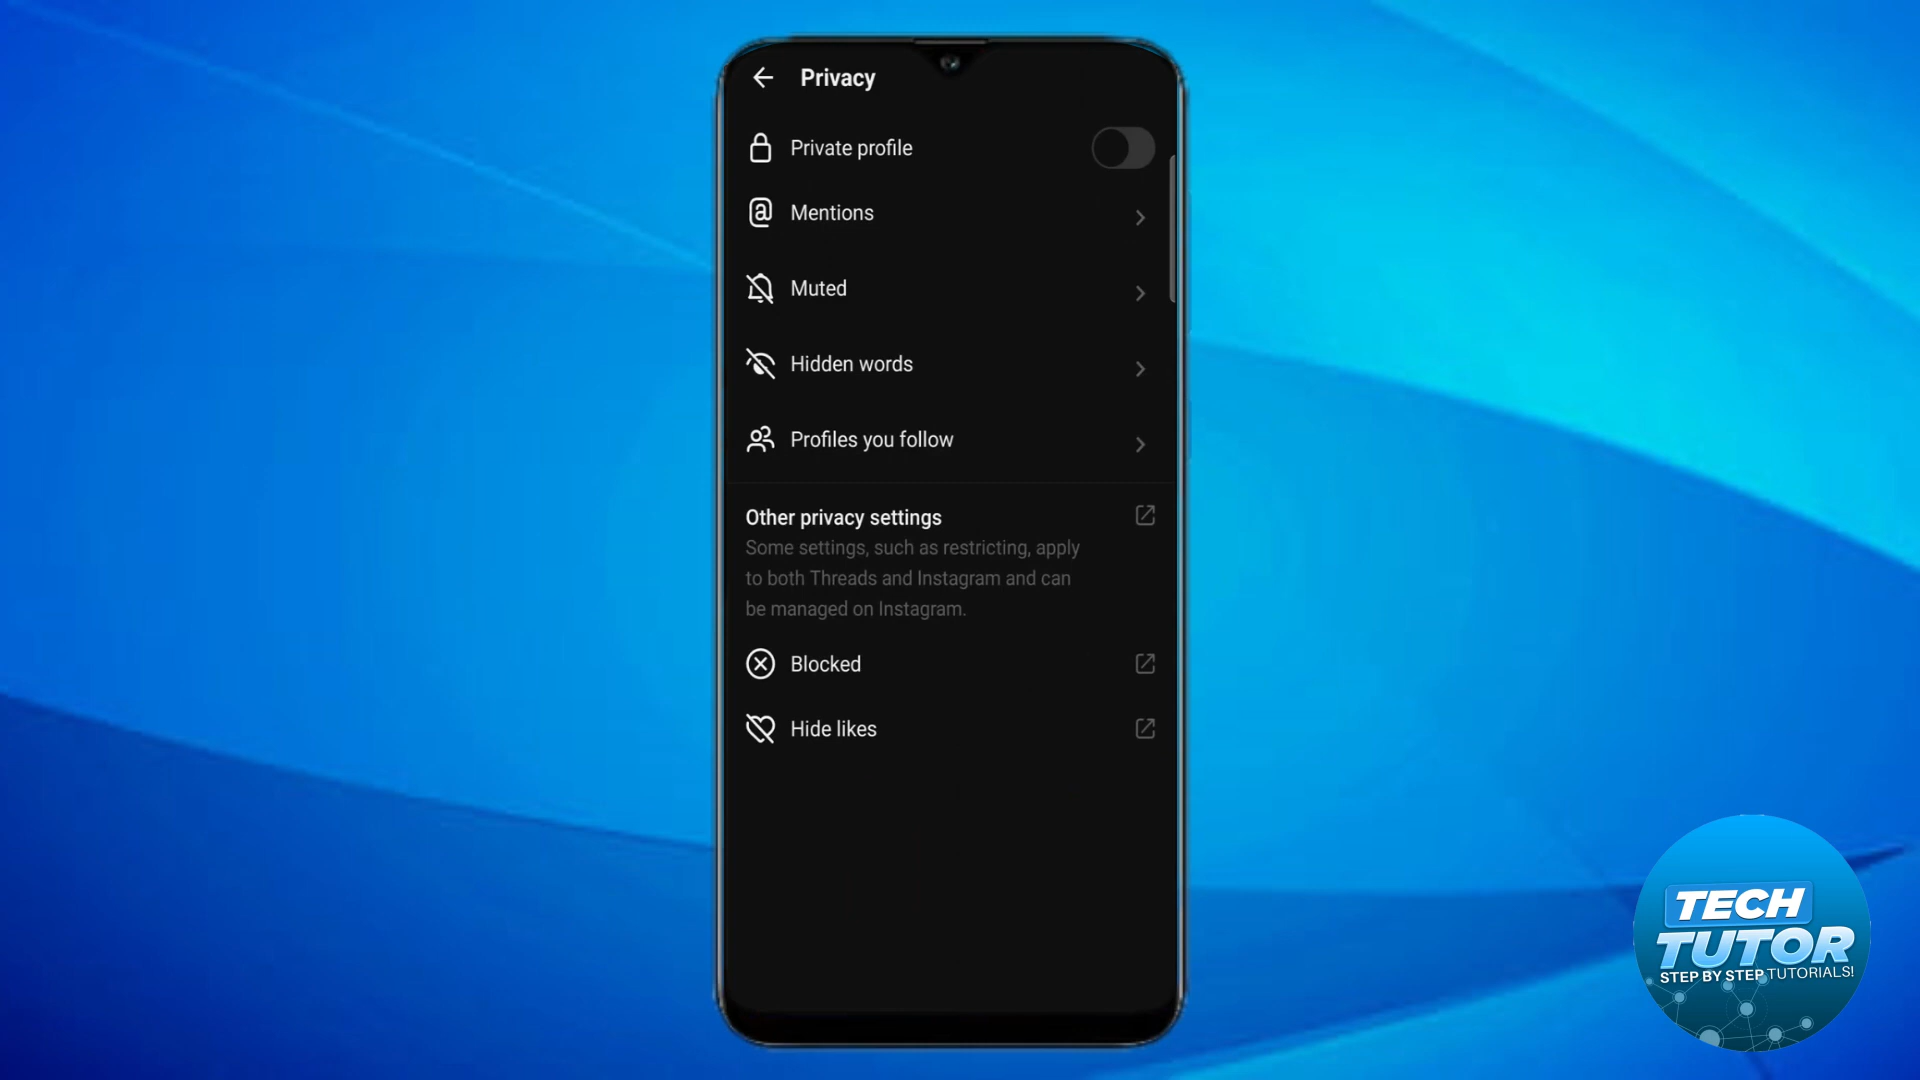 Privacy
Private profile
Mentions
Muted
Hidden words
Profiles you follow
Other privacy settings
Some settings, such as restricting, apply
to both Threads and Instagram and can
be managed on Instagram.
Blocked
Hide likes
TECH
TUTOR
STEP BY STEP TUTORIALS!